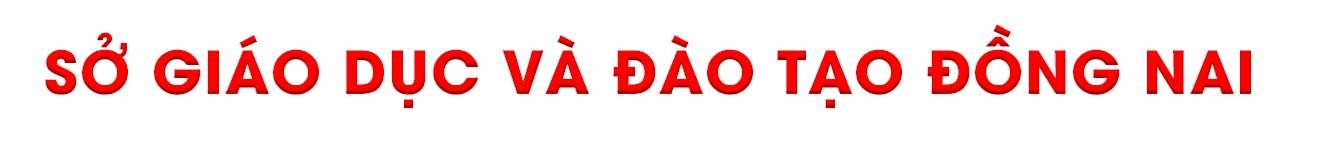 SỞ GIÁO DỤC VÀ ĐÀO TẠO ĐỒNG NAI